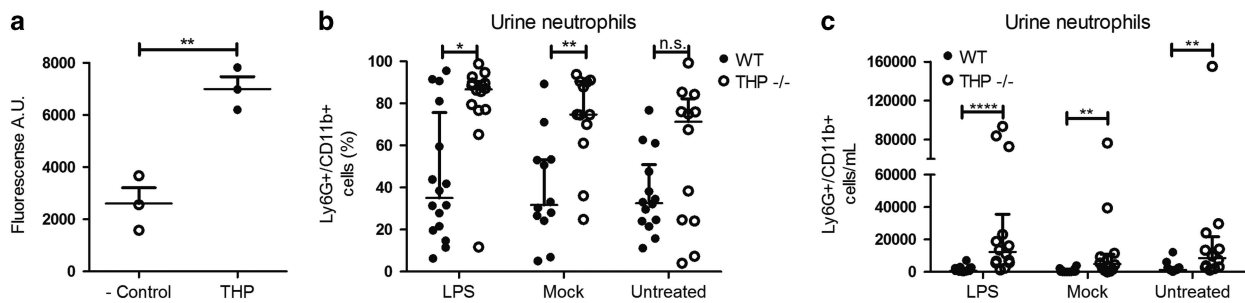 a
Fluorescense A.U.
8000
6000
4000
2000
0
**
- Control
THP
b
Urine neutrophils
Ly6G+/CD11b+
cells (%)
100
80
60
40
20
0
*
**
n.s.
WT
THP -/-
LPS
Mock
Untreated
c
Urine neutrophils
Ly6G+/CD11b+
cells/mL
160000
120000
80000
60000
40000
20000
0
WT
THP -/-
****
**
**
LPS
Mock
Untreated